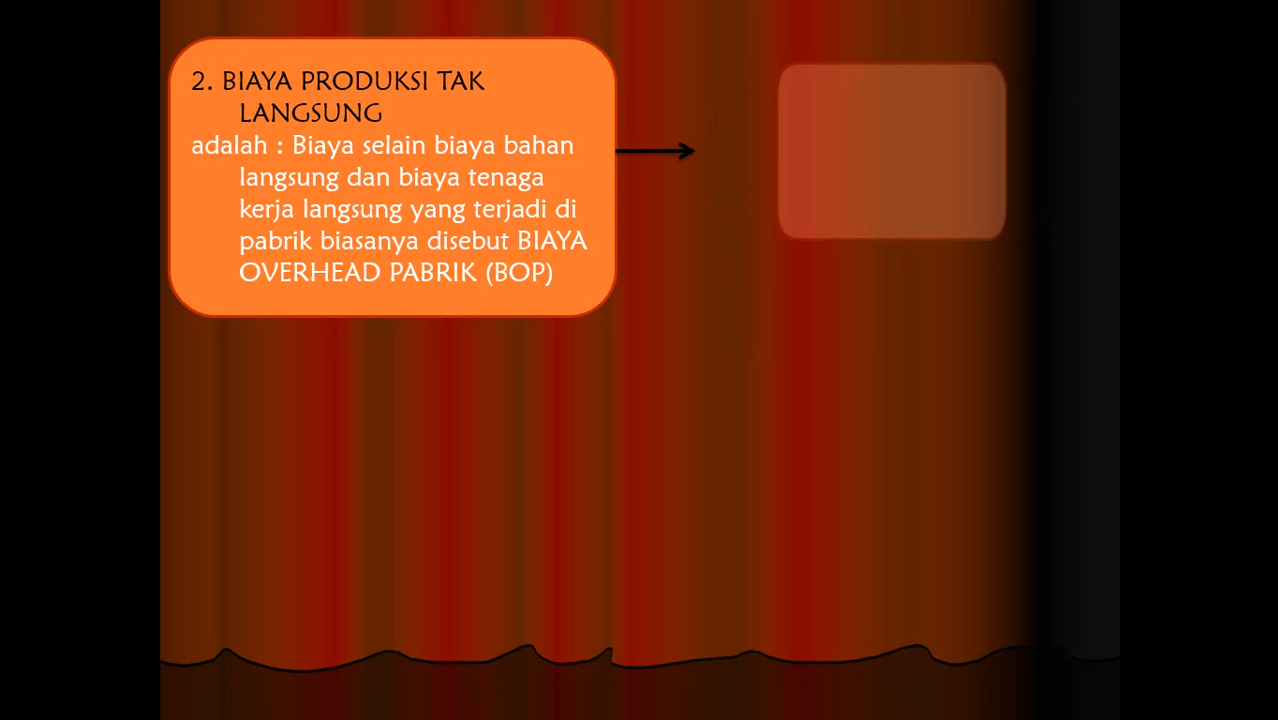 2. BIAYA PRODUKSI TAK
LANGSUNG
adalah : Biaya selain biaya bahan
langsung dan biaya tenaga
kerja langsung yang terjadi di
pabrik biasanya disebut BIAYA
OVERHEAD PABRIK (BOP)